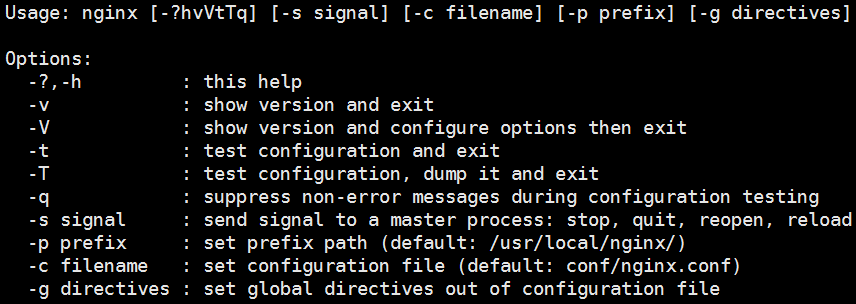 Usage: nginx [-?hvVtTq] [-s signal] [-c filename] [-p prefix] [-g directives]
Options:
-?,-h : this help
-v : show version and exit
-V : show version and configure options then exit
-t : test configuration and exit
-T : test configuration, dump it and exit
-q : suppress non-error messages during configuration testing
-s signal : send signal to a master process: stop, quit, reopen, reload
-p prefix : set prefix path (default: /usr/local/nginx/)
-c filename : set configuration file (default: conf/nginx.conf)
-g directives : set global directives out of configuration file